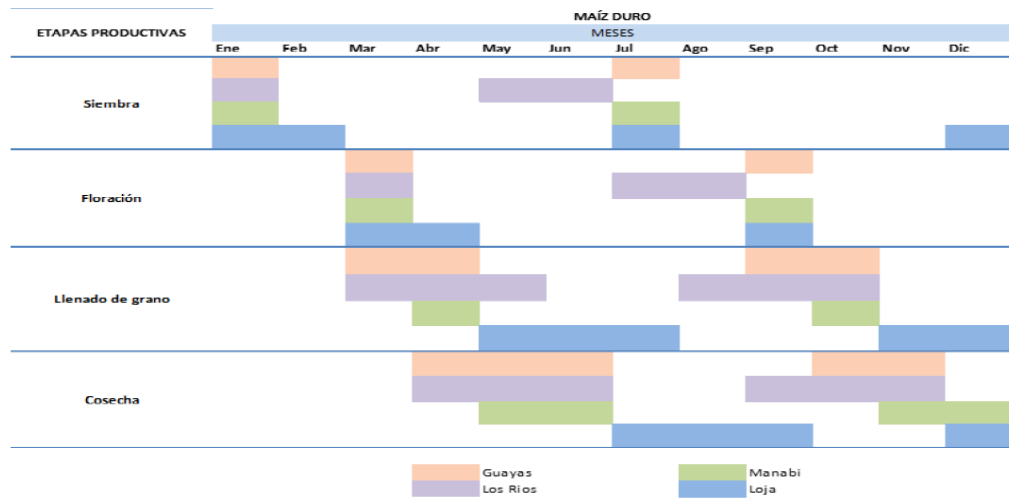 MAÍZ DURO
ETAPAS PRODUCTIVAS
MESES
Ene Feb Mar Abr May Jun Jul Ago Sep Oct Nov Dic
Siembra
Floración
Llenado de grano
Cosecha
Guayas Manabi
Los Rios Loja